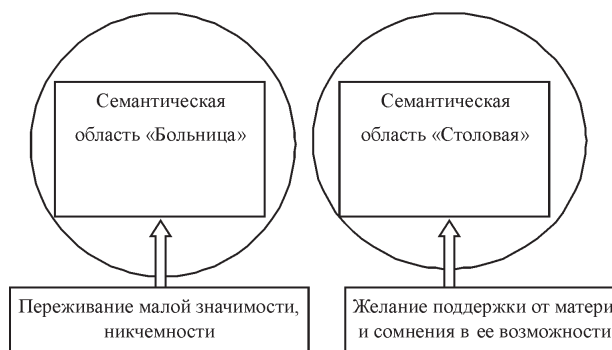 Семантическая
область «Больница»
Семантическая
область «Столовая»
Переживание малой значимости,
никчемности
Желание поддержки от матери
и сомнения в ее возможности